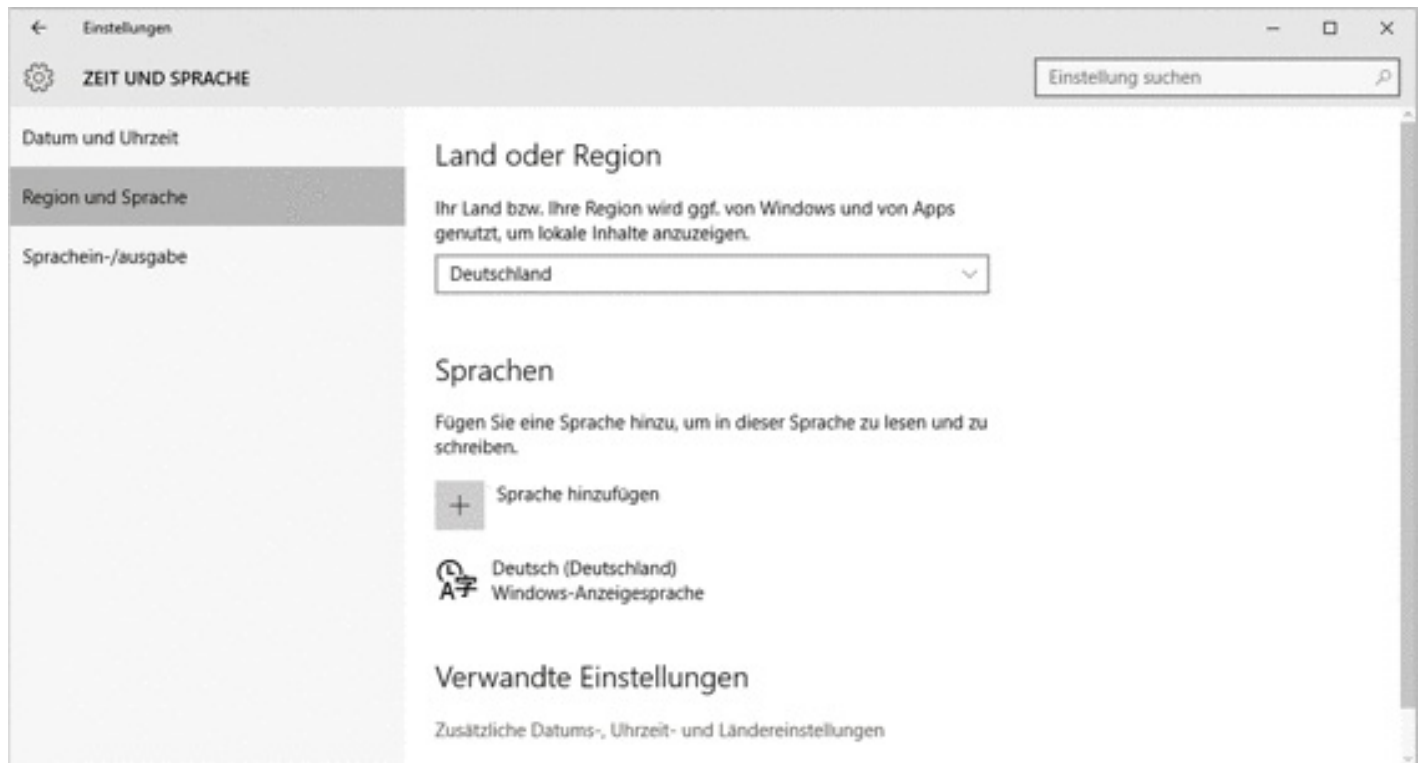 Einstellungen
ZEIT UND SPRACHE
Einstellung suchen
Datum und Uhrzeit
Region und Sprache
Sprachein-/ausgabe
Land oder Region
Ihr Land bzw. Ihre Region wird ggf. von Windows und von Apps
genutzt, um lokale Inhalte anzuzeigen.
Deutschland
Sprachen
Fügen Sie eine Sprache hinzu, um in dieser Sprache zu lesen und zu
schreiben.
Sprache hinzufügen
Deutsch (Deutschland)
Windows-Anzeigesprache
Verwandte Einstellungen
Zusätzliche Datums-, Uhrzeit- und Ländereinstellungen